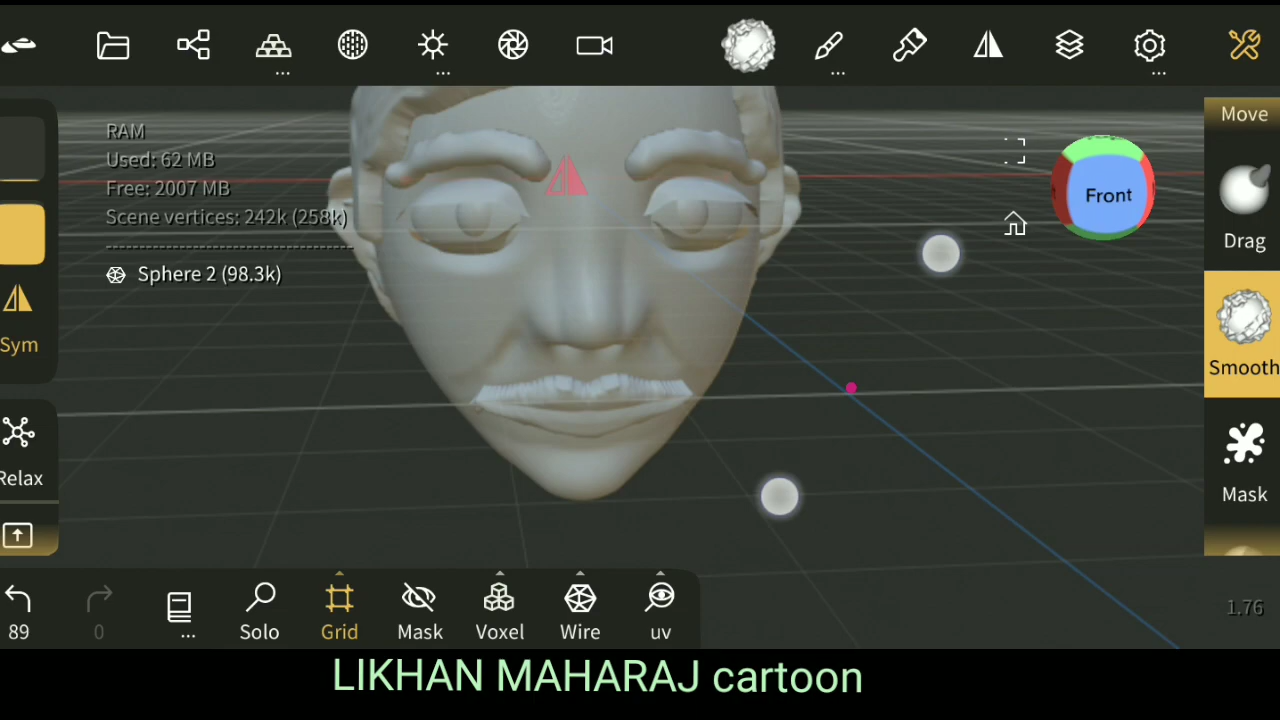 RAM
Used: 62 MB
Free: 2007 MB
Scene vertices: 242k (258k)
Sphere 2 (98.3k)
Front
Move
Drag
Smooth
Mask
Sym
Relax
89
0
...
Solo
Grid
Mask
Voxel
Wire
uv
1.76
LIKHAN MAHARAJ cartoon